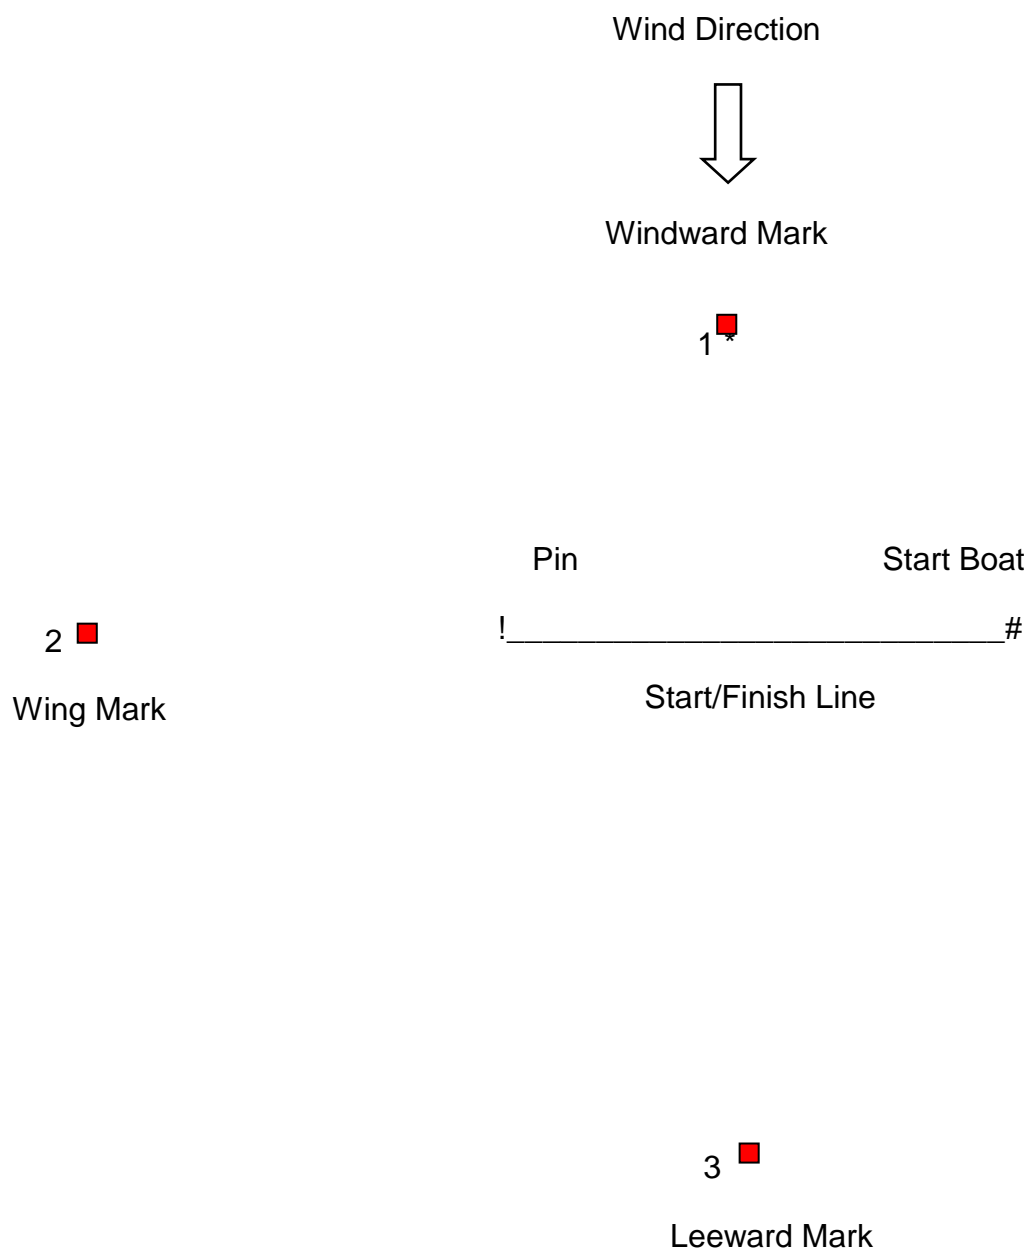 Wind Direction
Windward Mark
1 *
Pin Start Boat
2 !____________________________#
Wing Mark Start/Finish Line
3
Leeward Mark